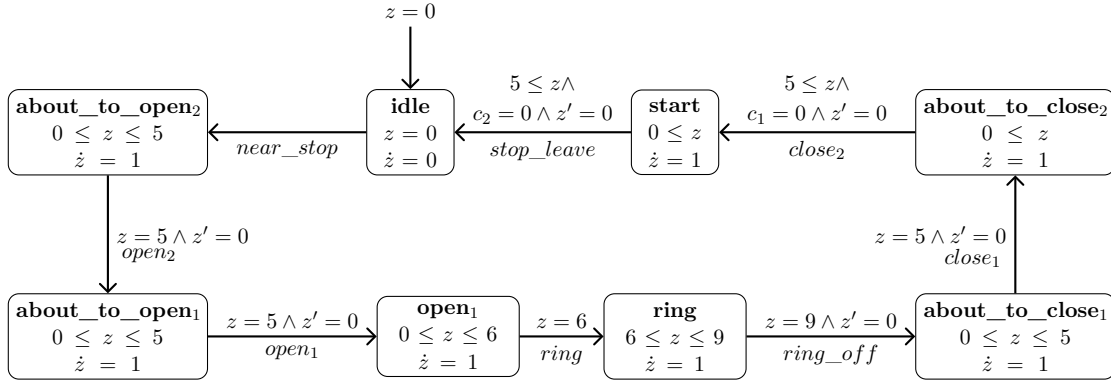 z = 0
about_to_open₂
0 ≤ z ≤ 5
ż = 1
near_stop
idle
z = 0
ż = 0
5 ≤ z∧
c₂ = 0 ∧ z′ = 0
stop_leave
start
0 ≤ z
ż = 1
5 ≤ z∧
c₁ = 0 ∧ z′ = 0
close₂
about_to_close₂
0 ≤ z
ż = 1
z = 5 ∧ z′ = 0
open₂
z = 5 ∧ z′ = 0
close₁
about_to_open₁
0 ≤ z ≤ 5
ż = 1
z = 5 ∧ z′ = 0
open₁
open₁
0 ≤ z ≤ 6
ż = 1
z = 6
ring
ring
6 ≤ z ≤ 9
ż = 1
z = 9 ∧ z′ = 0
ring_off
about_to_close₁
0 ≤ z ≤ 5
ż = 1